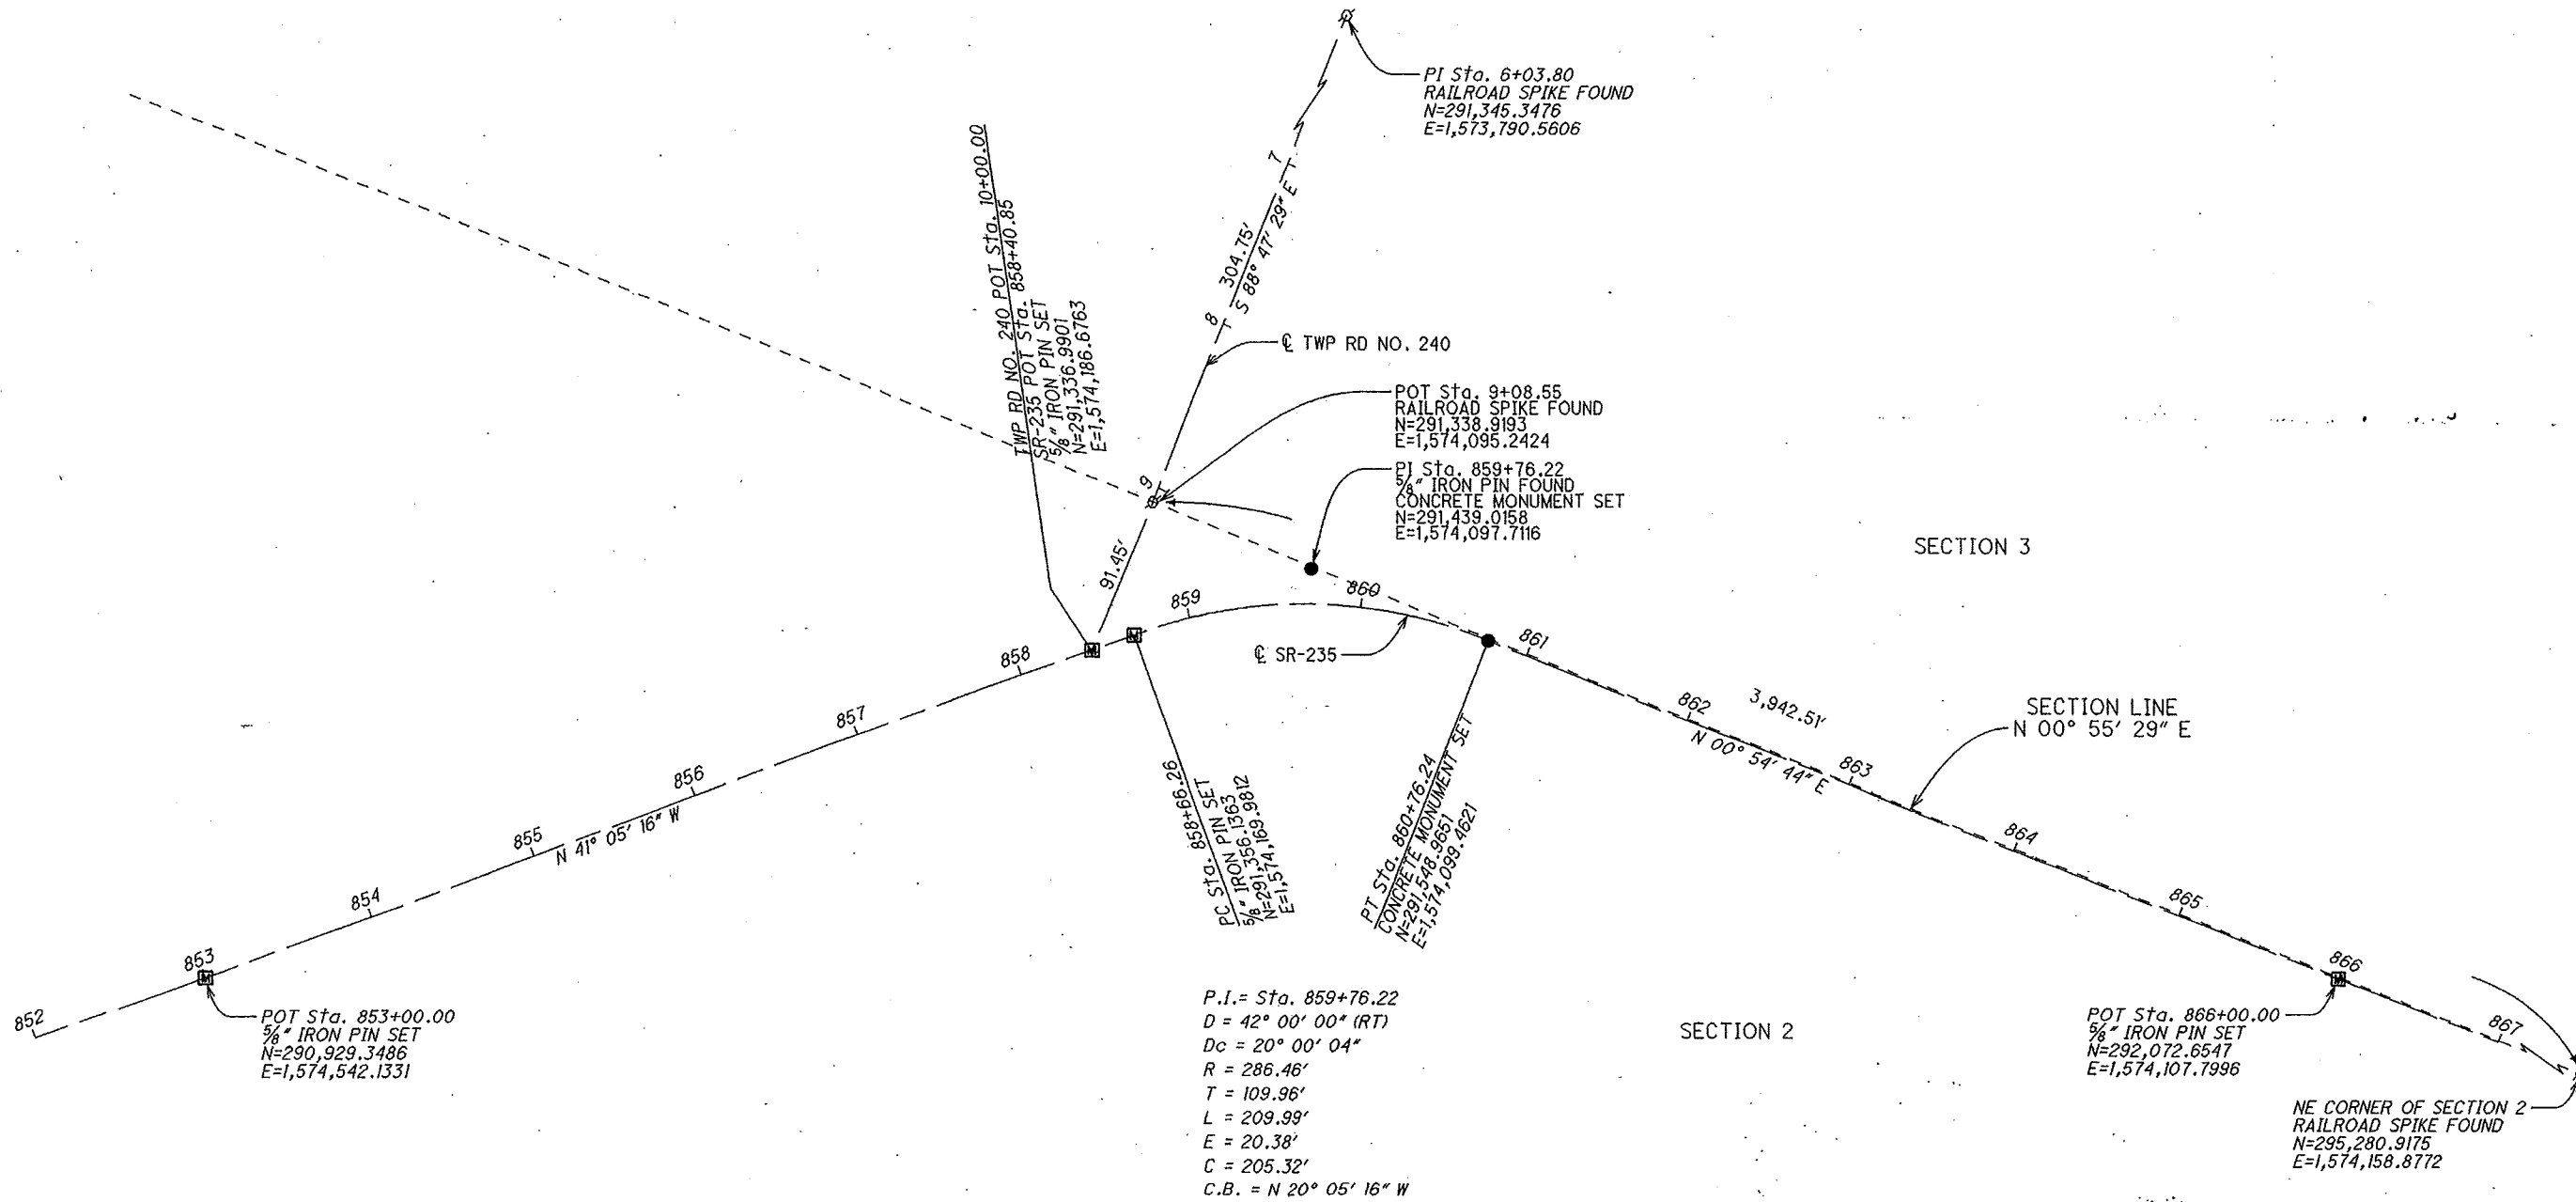 PI Sta. 6+03.80
RAILROAD SPIKE FOUND
N=291,345.3476
E=1,573,790.5606
TWP RD NO. 240 POT Sta. 10+00.00
SR-235 POT Sta. 858+40.85
5/8" IRON PIN SET
N=291,336.9901
E=1,574,186.6763
7
304.75'
S 88° 47' 29" E
8
℄ TWP RD NO. 240
POT Sta. 9+08.55
RAILROAD SPIKE FOUND
N=291,338.9193
E=1,574,095.2424
9
PI Sta. 859+76.22
5/8" IRON PIN FOUND
CONCRETE MONUMENT SET
N=291,439.0158
E=1,574,097.7116
SECTION 3
91.45'
859
860
861
℄ SR-235
858
857
856
855
N 41° 05' 16" W
854
853
852
862
3,942.51'
N 00° 54' 44" E
863
SECTION LINE
N 00° 55' 29" E
864
865
866
867
PC Sta. 858+66.26
5/8" IRON PIN SET
N=291,356.1363
E=1,574,169.9812
PT Sta. 860+76.24
CONCRETE MONUMENT SET
N=291,548.9651
E=1,574,099.4621
POT Sta. 853+00.00
5/8" IRON PIN SET
N=290,929.3486
E=1,574,542.1331
P.I.= Sta. 859+76.22
D = 42° 00' 00" (RT)
Dc = 20° 00' 04"
R = 286.46'
T = 109.96'
L = 209.99'
E = 20.38'
C = 205.32'
C.B. = N 20° 05' 16" W
SECTION 2
POT Sta. 866+00.00
5/8" IRON PIN SET
N=292,072.6547
E=1,574,107.7996
NE CORNER OF SECTION 2
RAILROAD SPIKE FOUND
N=295,280.9175
E=1,574,158.8772